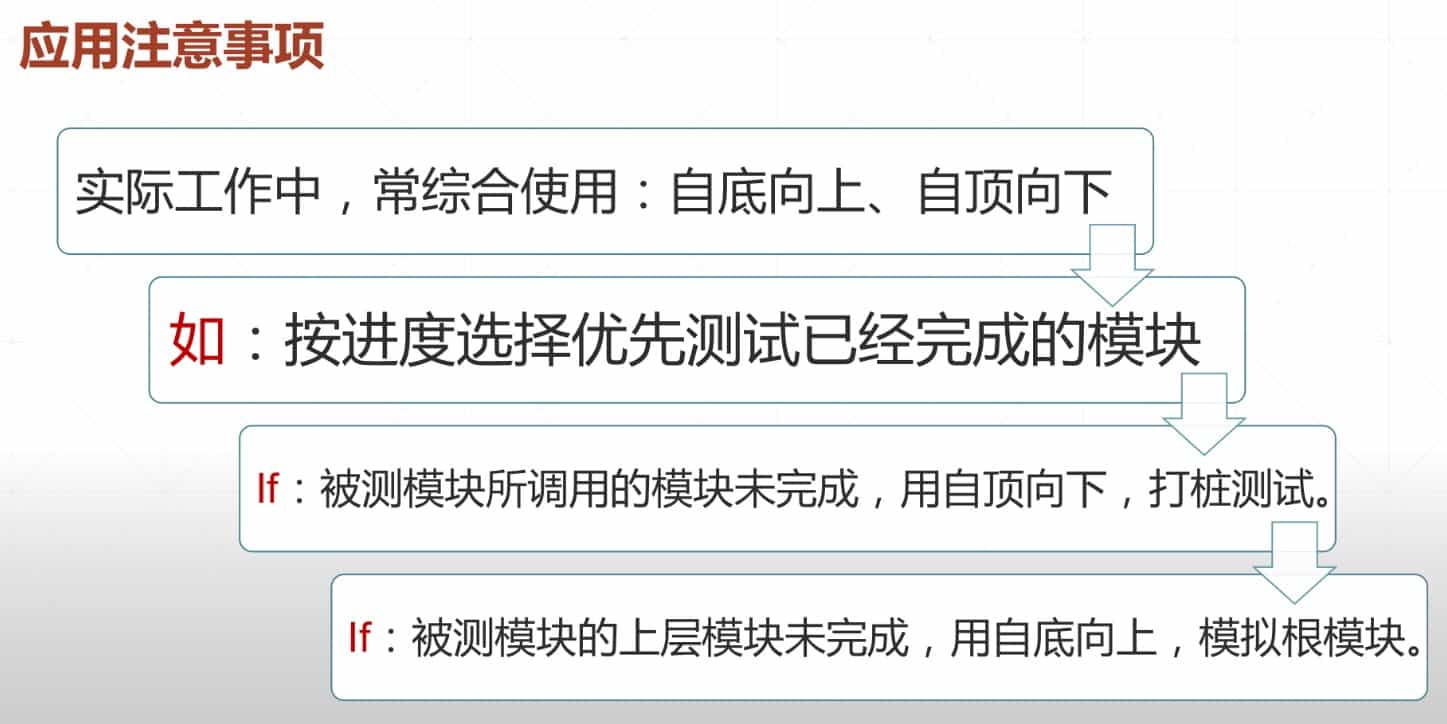 应用注意事项
实际工作中，常综合使用：自底向上、自顶向下
如：按进度选择优先测试已经完成的模块
If：被测模块所调用的模块未完成，用自顶向下，打桩测试。
If：被测模块的上层模块未完成，用自底向上，模拟根模块。